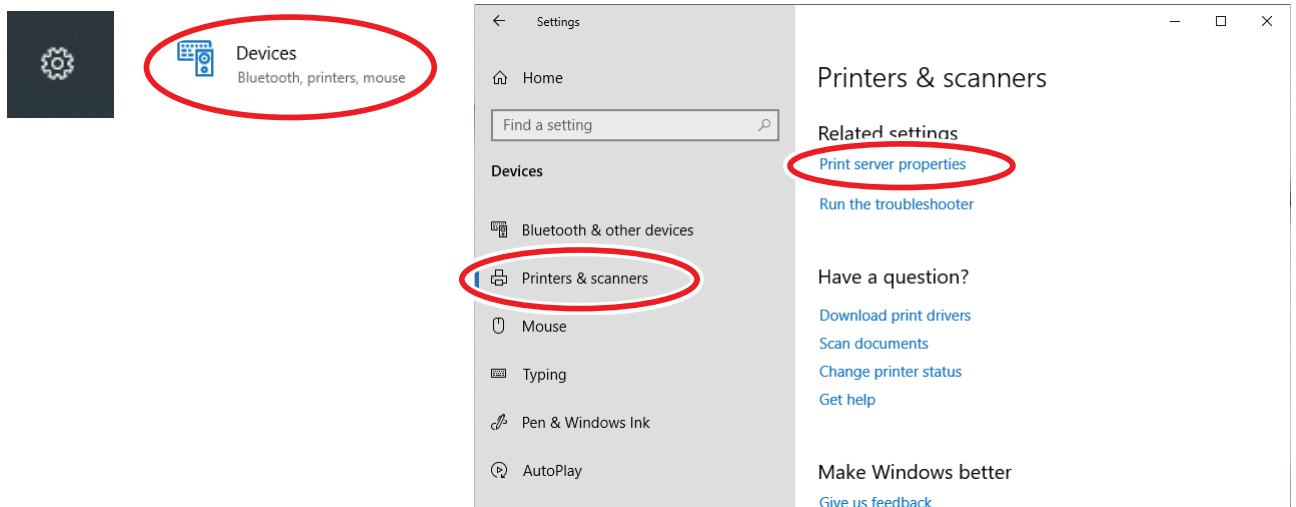 Devices
Bluetooth, printers, mouse
Settings
Home
Find a setting
Devices
Bluetooth & other devices
Printers & scanners
Mouse
Typing
Pen & Windows Ink
AutoPlay
Printers & scanners
Related settings
Print server properties
Run the troubleshooter
Have a question?
Download print drivers
Scan documents
Change printer status
Get help
Make Windows better
Give us feedback